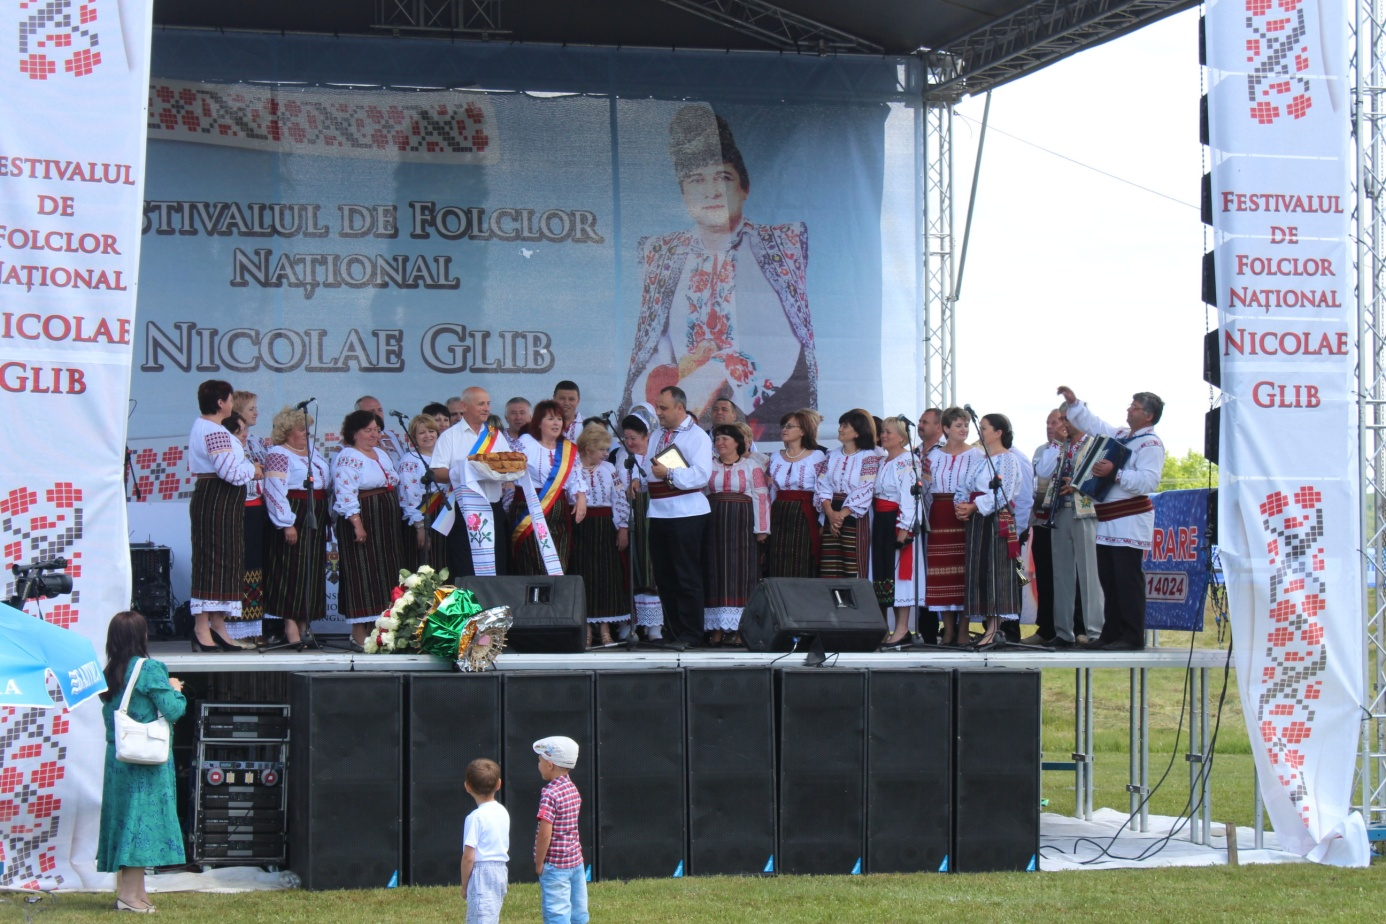 ESTIVALUL
DE
FOLCLOR
NAȚIONAL
NICOLAE
GLIB
STIVALUL DE FOLCLOR
NAȚIONAL
NICOLAE GLIB
FESTIVALUL
DE
FOLCLOR
NAȚIONAL
NICOLAE
GLIB
RARE
14024